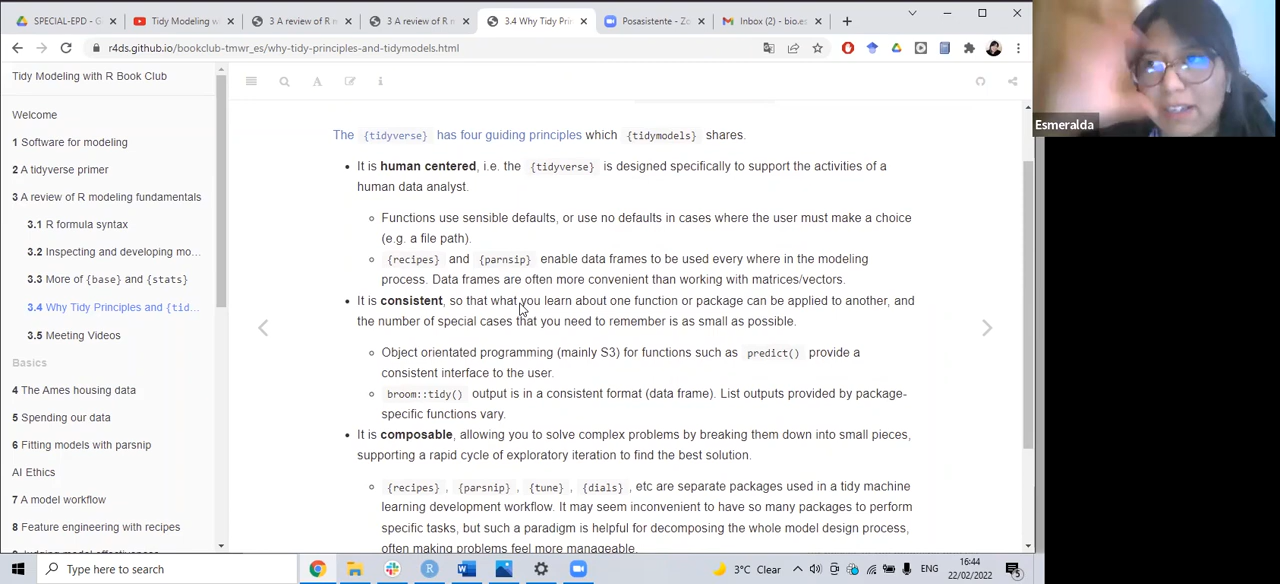 SPECIAL-EPD - G
Tidy Modeling w
3 A review of R m
3 A review of R m
3.4 Why Tidy Prin
Posasistente - Zo
Inbox (2) - bio.es
r4ds.github.io/bookclub-tmwr_es/why-tidy-principles-and-tidymodels.html
Tidy Modeling with R Book Club
Welcome
1 Software for modeling
2 A tidyverse primer
3 A review of R modeling fundamentals
3.1 R formula syntax
3.2 Inspecting and developing mo...
3.3 More of {base} and {stats}
3.4 Why Tidy Principles and {tid...
3.5 Meeting Videos
Basics
4 The Ames housing data
5 Spending our data
6 Fitting models with parsnip
AI Ethics
7 A model workflow
8 Feature engineering with recipes
9 Judging model effectiveness
The {tidyverse} has four guiding principles which {tidymodels} shares.
It is human centered, i.e. the {tidyverse} is designed specifically to support the activities of a
human data analyst.
Functions use sensible defaults, or use no defaults in cases where the user must make a choice
(e.g. a file path).
{recipes} and {parnsip} enable data frames to be used every where in the modeling
process. Data frames are often more convenient than working with matrices/vectors.
It is consistent, so that what you learn about one function or package can be applied to another, and
the number of special cases that you need to remember is as small as possible.
Object orientated programming (mainly S3) for functions such as predict() provide a
consistent interface to the user.
broom::tidy() output is in a consistent format (data frame). List outputs provided by package-
specific functions vary.
It is composable, allowing you to solve complex problems by breaking them down into small pieces,
supporting a rapid cycle of exploratory iteration to find the best solution.
{recipes} , {parsnip} , {tune} , {dials} , etc are separate packages used in a tidy machine
learning development workflow. It may seem inconvenient to have so many packages to perform
specific tasks, but such a paradigm is helpful for decomposing the whole model design process,
often making problems feel more manageable.
Esmeralda
Type here to search
3°C Clear
ENG
16:44
22/02/2022
5